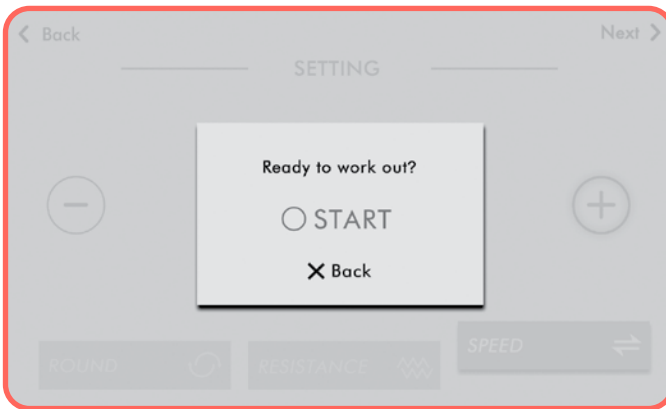 Back
Next
SETTING
Ready to work out?
START
Back
ROUND
RESISTANCE
SPEED